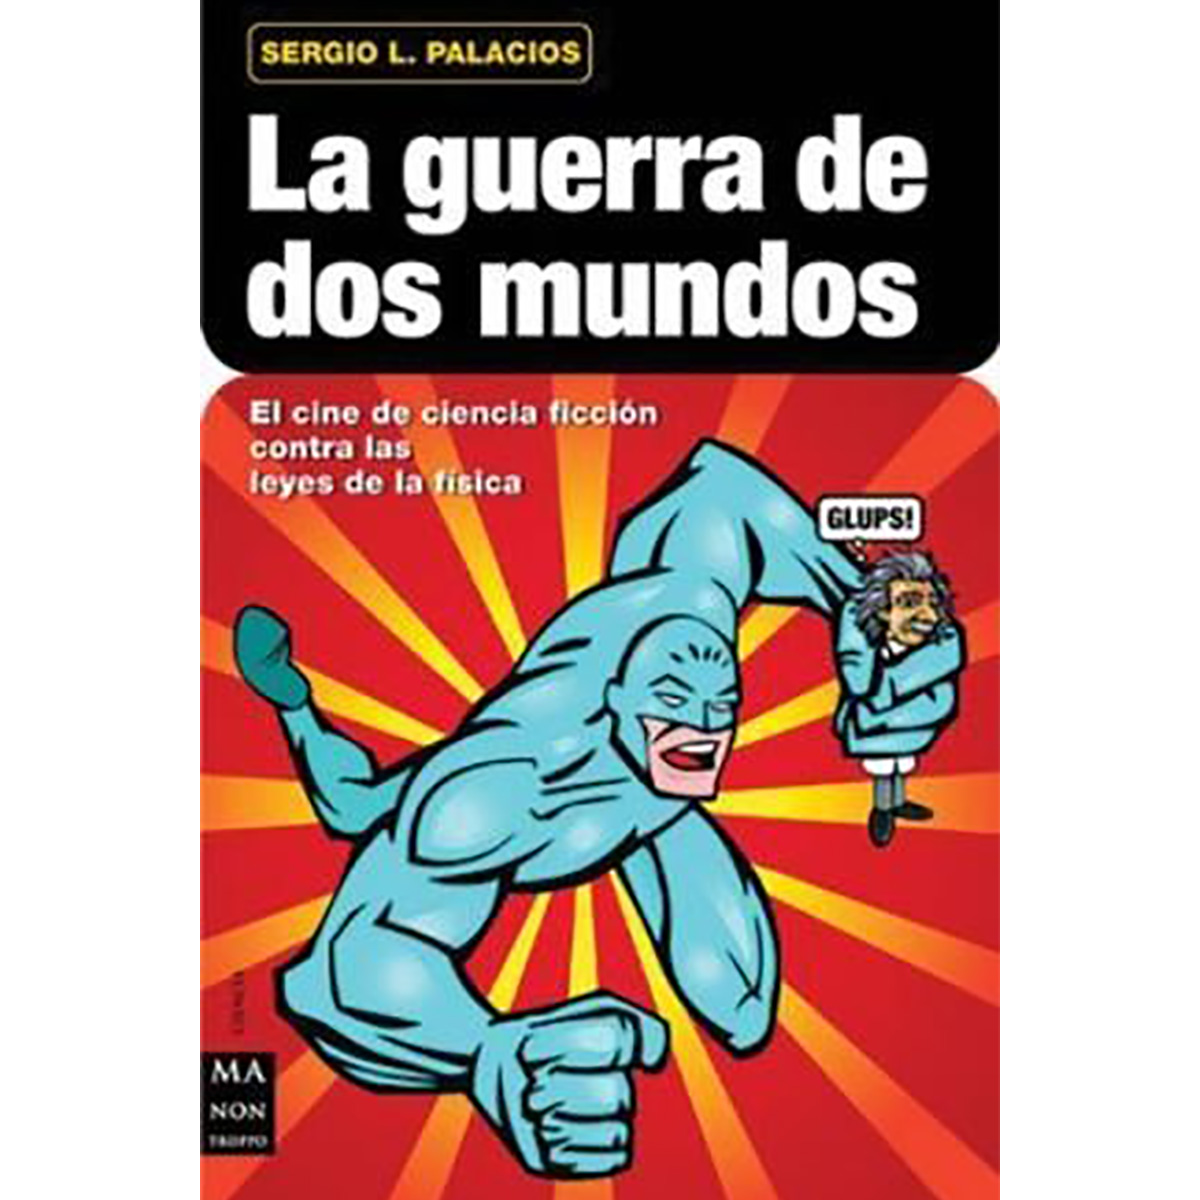 SERGIO L. PALACIOS
La guerra de
dos mundos
El cine de ciencia ficción
contra las
leyes de la física
GLUPS!
MA
NON
TROPPO